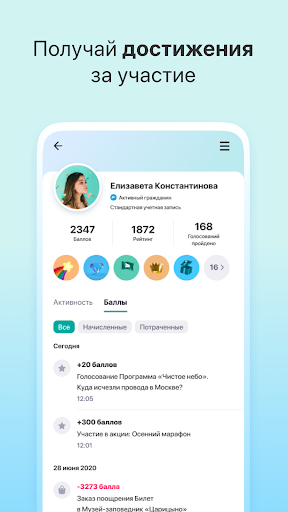 Получай достижения
за участие
Елизавета Константинова
Активный гражданин
Стандартная учетная запись
2347
Баллов
1872
Рейтинг
168
Голосований
пройдено
16 >
Активность
Баллы
Все
Начисленные
Потраченные
Сегодня
+20 баллов
Голосование Программа «Чистое небо».
Куда исчезли провода в Москве?
12:05
+300 баллов
Участие в акции: Осенний марафон
12:01
28 июня 2020
-3273 балла
Заказ поощрения Билет
в Музей-заповедник «Царицыно»